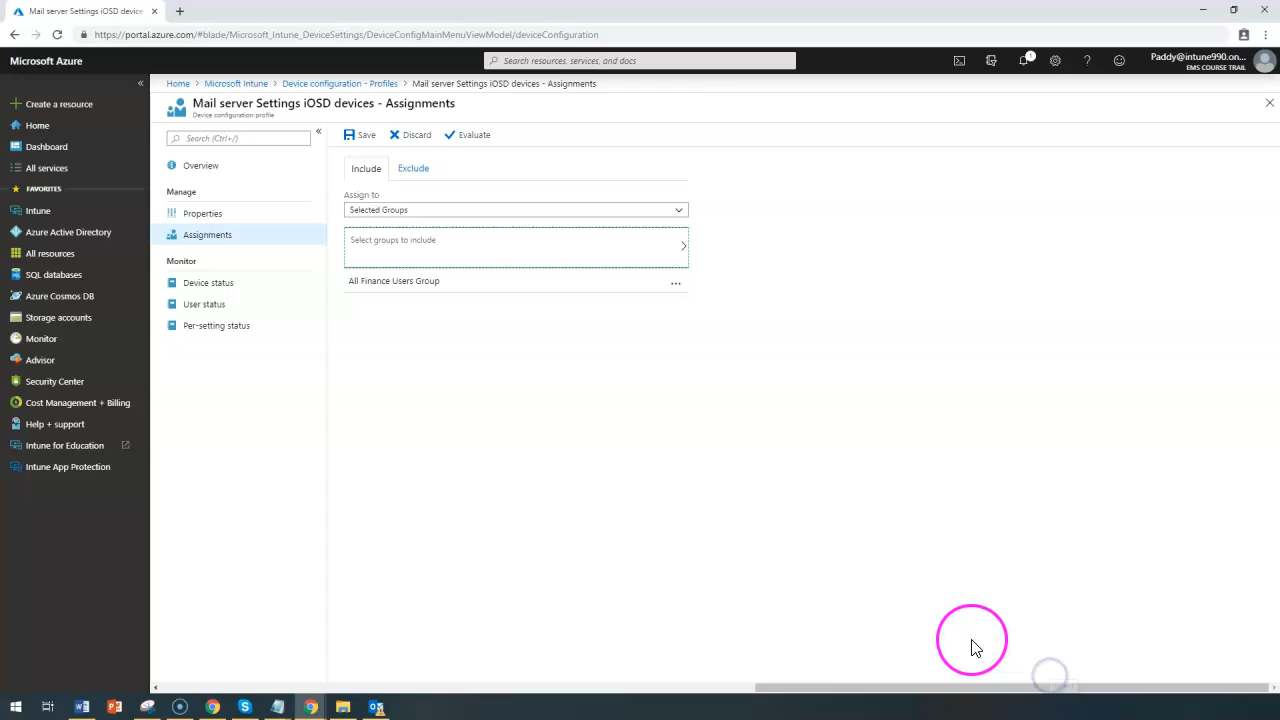 Mail server Settings iOSD device
https://portal.azure.com/#blade/Microsoft_Intune_DeviceSettings/DeviceConfigMainMenuViewModel/deviceConfiguration
Microsoft Azure
Search resources, services, and docs
1
Paddy@intune990.on...
EMS COURSE TRAIL
Home
Microsoft Intune
Device configuration - Profiles
Mail server Settings iOSD devices - Assignments
Mail server Settings iOSD devices - Assignments
Device configuration profile
Create a resource
Home
Dashboard
All services
FAVORITES
Intune
Azure Active Directory
All resources
SQL databases
Azure Cosmos DB
Storage accounts
Monitor
Advisor
Security Center
Cost Management + Billing
Help + support
Intune for Education
Intune App Protection
Search (Ctrl+/)
Overview
Manage
Properties
Assignments
Monitor
Device status
User status
Per-setting status
Save
Discard
Evaluate
Include
Exclude
Assign to
Selected Groups
Select groups to include
All Finance Users Group
...